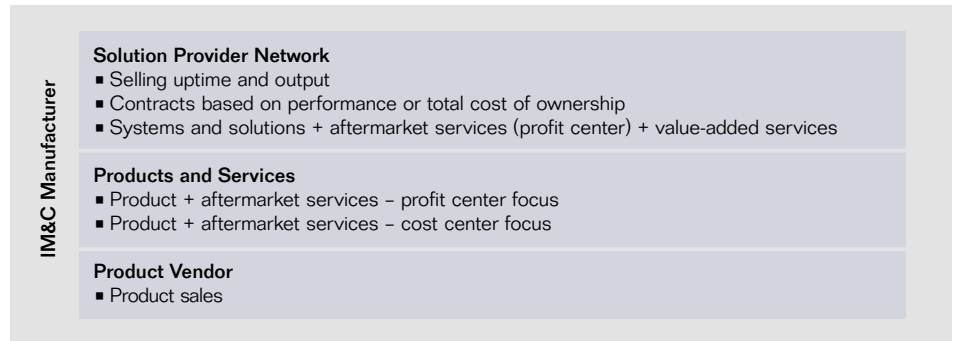 IM&C Manufacturer
Solution Provider Network
▪ Selling uptime and output
▪ Contracts based on performance or total cost of ownership
▪ Systems and solutions + aftermarket services (profit center) + value-added services
Products and Services
▪ Product + aftermarket services – profit center focus
▪ Product + aftermarket services – cost center focus
Product Vendor
▪ Product sales